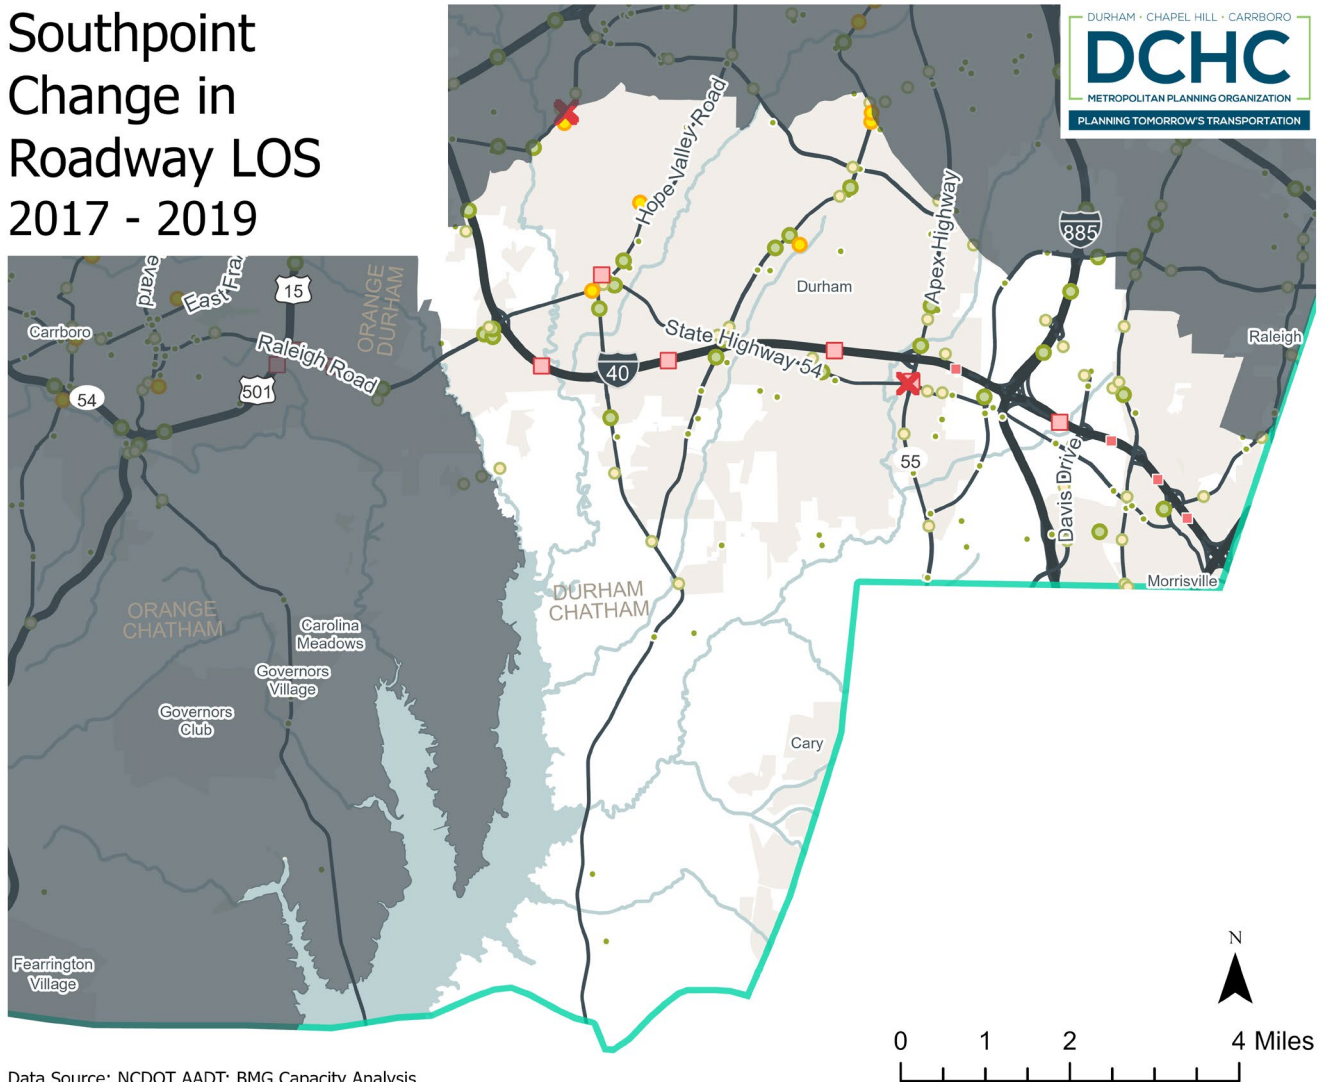 Southpoint
Change in
Roadway LOS
2017 - 2019
DURHAM · CHAPEL HILL · CARRBORO
DCHC
METROPOLITAN PLANNING ORGANIZATION
PLANNING TOMORROW'S TRANSPORTATION
Hope Valley Road
Apex Highway
885
evard
East Fra
15
ORANGE
DURHAM
Durham
Carrboro
Raleigh Road
State Highway 54
Raleigh
40
501
54
55
Davis Drive
Morrisville
DURHAM
CHATHAM
ORANGE
CHATHAM
Carolina
Meadows
Governors
Village
Governors
Club
Cary
Fearrington
Village
N
0 1 2 4 Miles
Data Source: NCDOT AADT; BMG Capacity Analysis